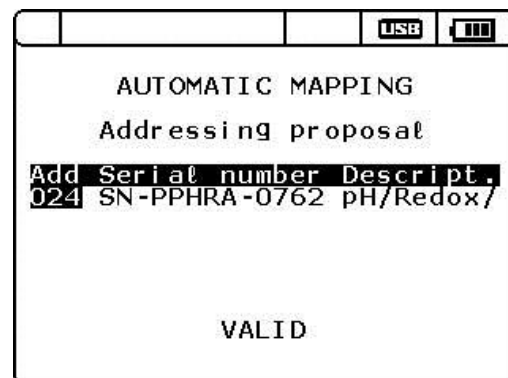 USB
AUTOMATIC MAPPING
Addressing proposal
Add Serial number Descript.
024 SN-PPHRA-0762 pH/Redox/
VALID